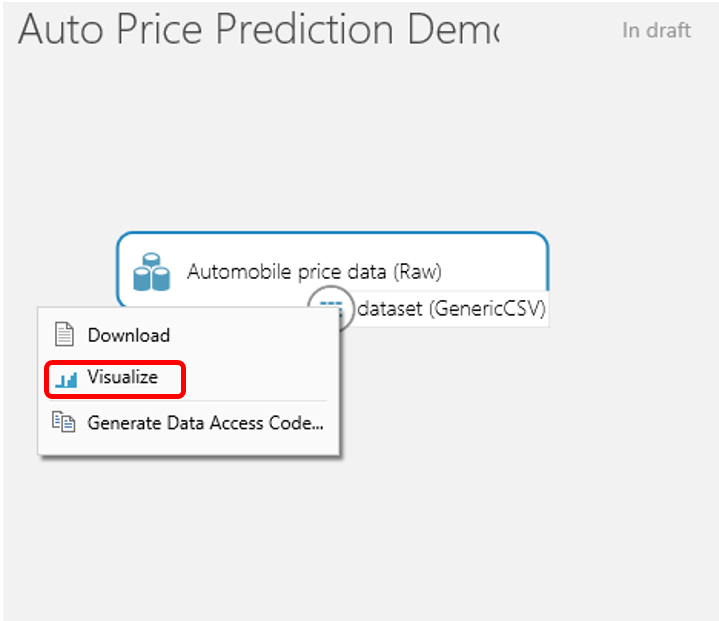 Auto Price Prediction Demo
In draft
Automobile price data (Raw)
dataset (GenericCSV)
Download
Visualize
Generate Data Access Code...